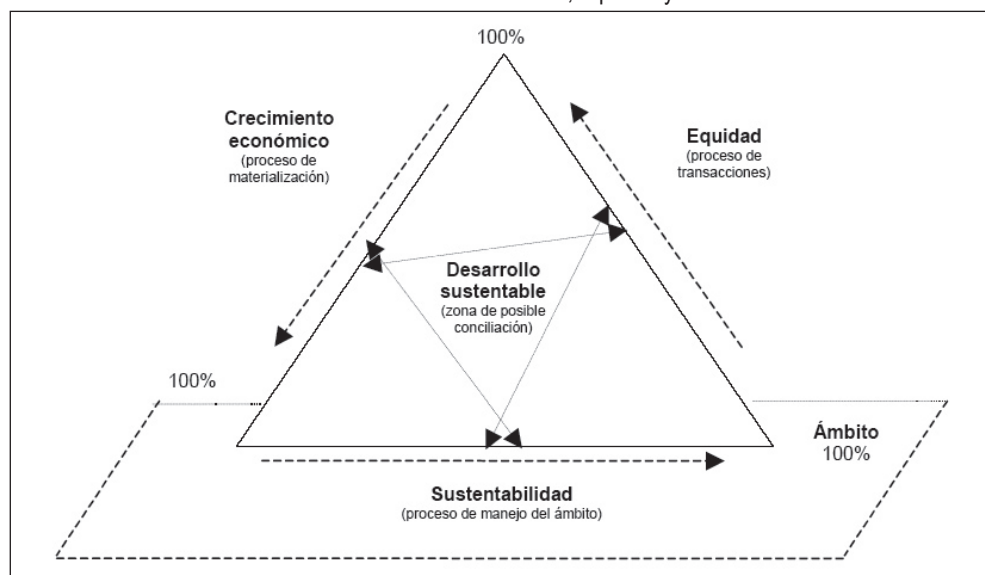 100%
Crecimiento
económico
(proceso de
materialización)
Equidad
(proceso de
transacciones)
Desarrollo
sustentable
(zona de posible
conciliación)
100%
Ámbito
100%
Sustentabilidad
(proceso de manejo del ámbito)